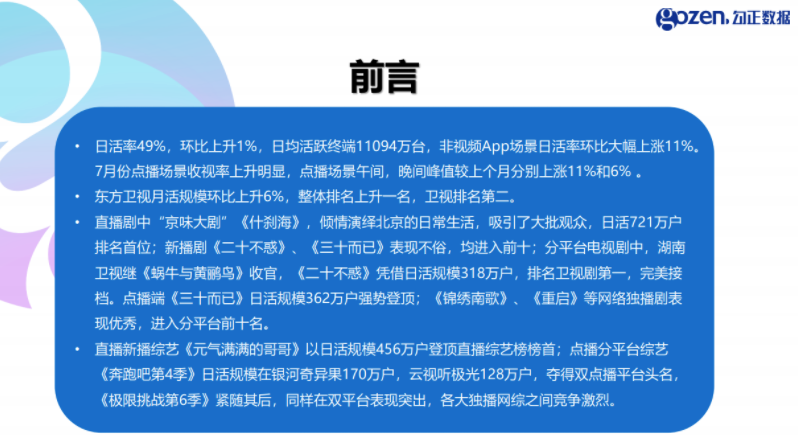 gozen.勾正数据
前言
• 日活率49%，环比上升1%，日均活跃终端11094万台，非视频App场景日活率环比大幅上涨11%。
7月份点播场景收视率上升明显，点播场景午间，晚间峰值较上个月分别上涨11%和6% 。
• 东方卫视月活规模环比上升6%，整体排名上升一名，卫视排名第二。
• 直播剧中“京味大剧”《什刹海》，倾情演绎北京的日常生活，吸引了大批观众，日活721万户
排名首位；新播剧《二十不惑》、《三十而已》表现不俗，均进入前十；分平台电视剧中，湖南
卫视继《蜗牛与黄鹂鸟》收官，《二十不惑》凭借日活规模318万户，排名卫视剧第一，完美接
档。点播端《三十而已》日活规模362万户强势登顶；《锦绣南歌》、《重启》等网络独播剧表
现优秀，进入分平台前十名。
• 直播新播综艺《元气满满的哥哥》以日活规模456万户登顶直播综艺榜榜首；点播分平台综艺
《奔跑吧第4季》日活规模在银河奇异果170万户，云视听极光128万户，夺得双点播平台头名，
《极限挑战第6季》紧随其后，同样在双平台表现突出，各大独播网综之间竞争激烈。